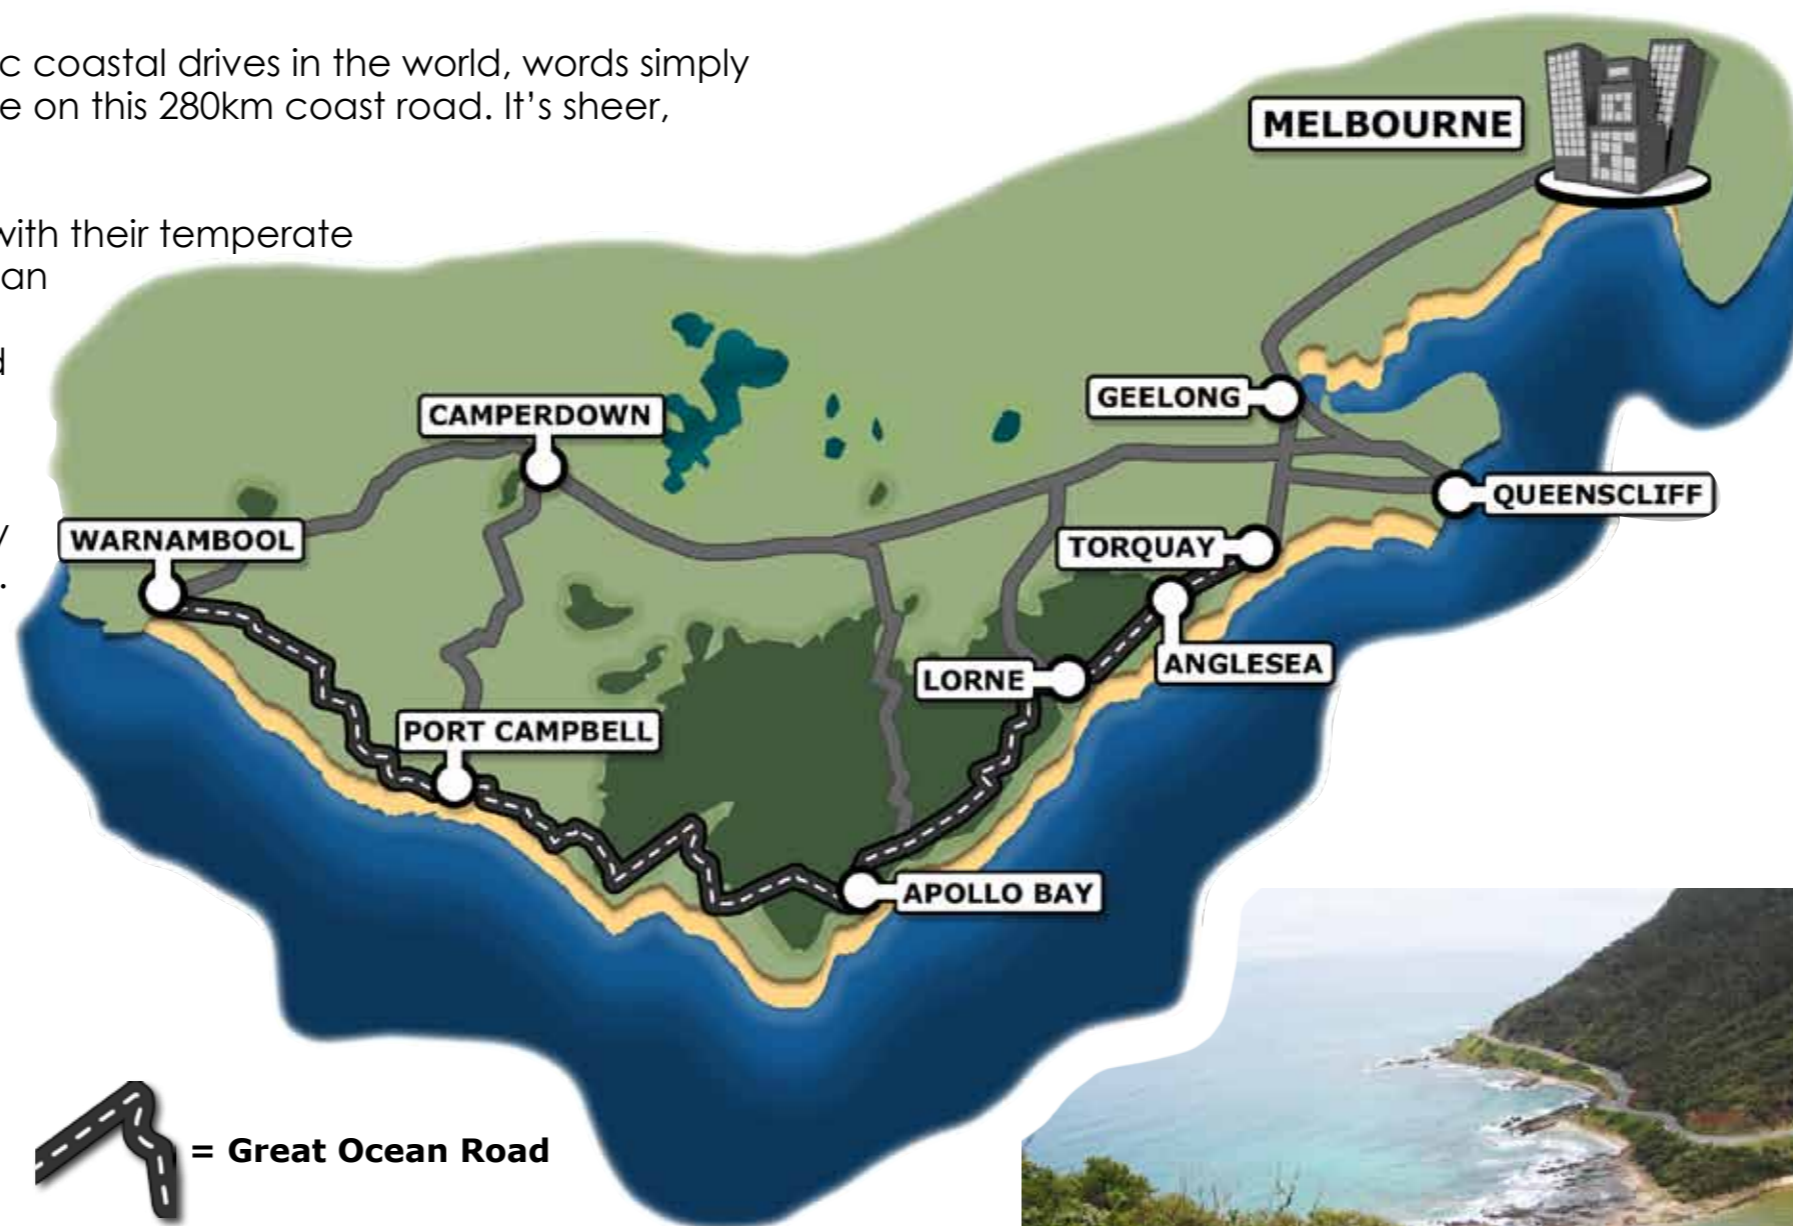 c coastal drives in the world, words simply
e on this 280km coast road. It’s sheer,
with their temperate
an
d
y
.
MELBOURNE
GEELONG
CAMPERDOWN
QUEENSCLIFF
WARNAMBOOL
TORQUAY
ANGLESEA
LORNE
PORT CAMPBELL
APOLLO BAY
= Great Ocean Road